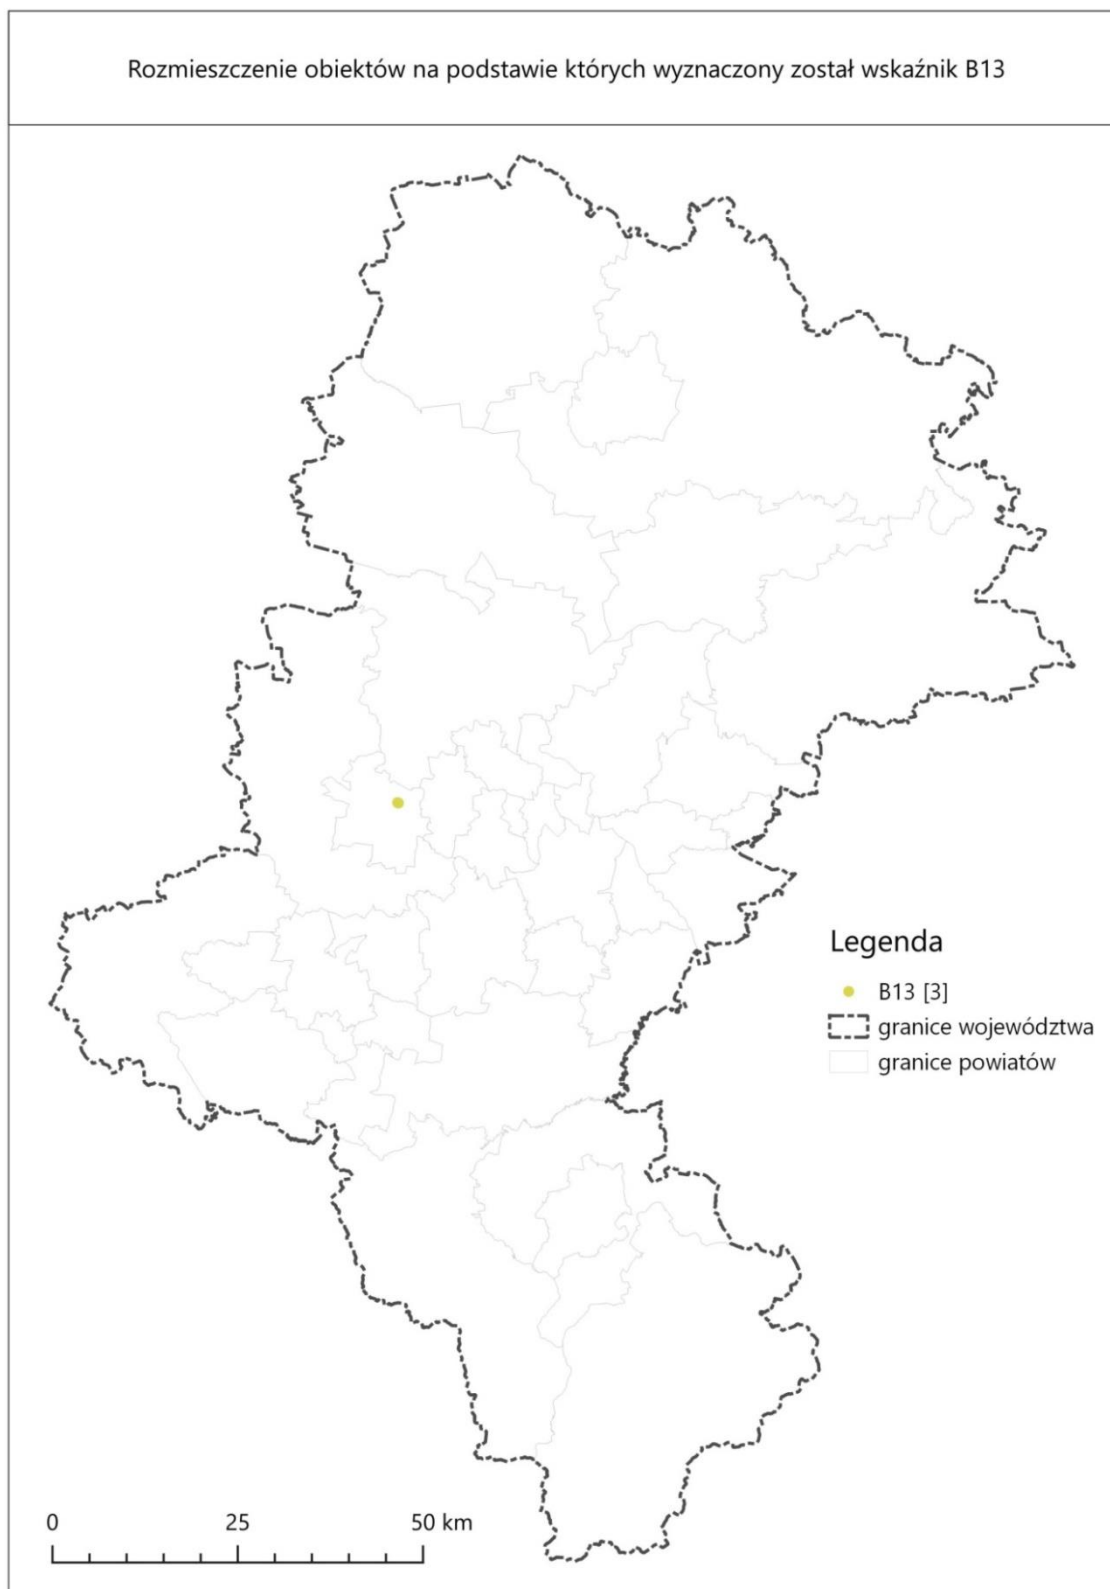 Rozmieszczenie obiektów na podstawie których wyznaczony został wskaźnik B13
Legenda
B13 [3]
granice województwa
granice powiatów
0 25 50 km